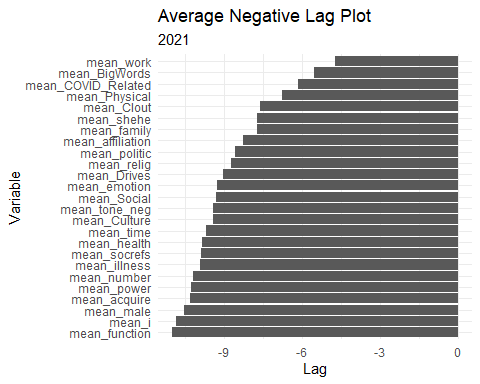 Average Negative Lag Plot
2021
mean_work
mean_BigWords
mean_COVID_Related
mean_Physical
mean_Clout
mean_shehe
mean_family
mean_affiliation
mean_politic
mean_relig
mean_Drives
mean_emotion
mean_Social
mean_tone_neg
mean_Culture
mean_time
mean_health
mean_socrefs
mean_illness
mean_number
mean_power
mean_acquire
mean_male
mean_i
mean_function
Variable
-9 -6 -3 0
Lag